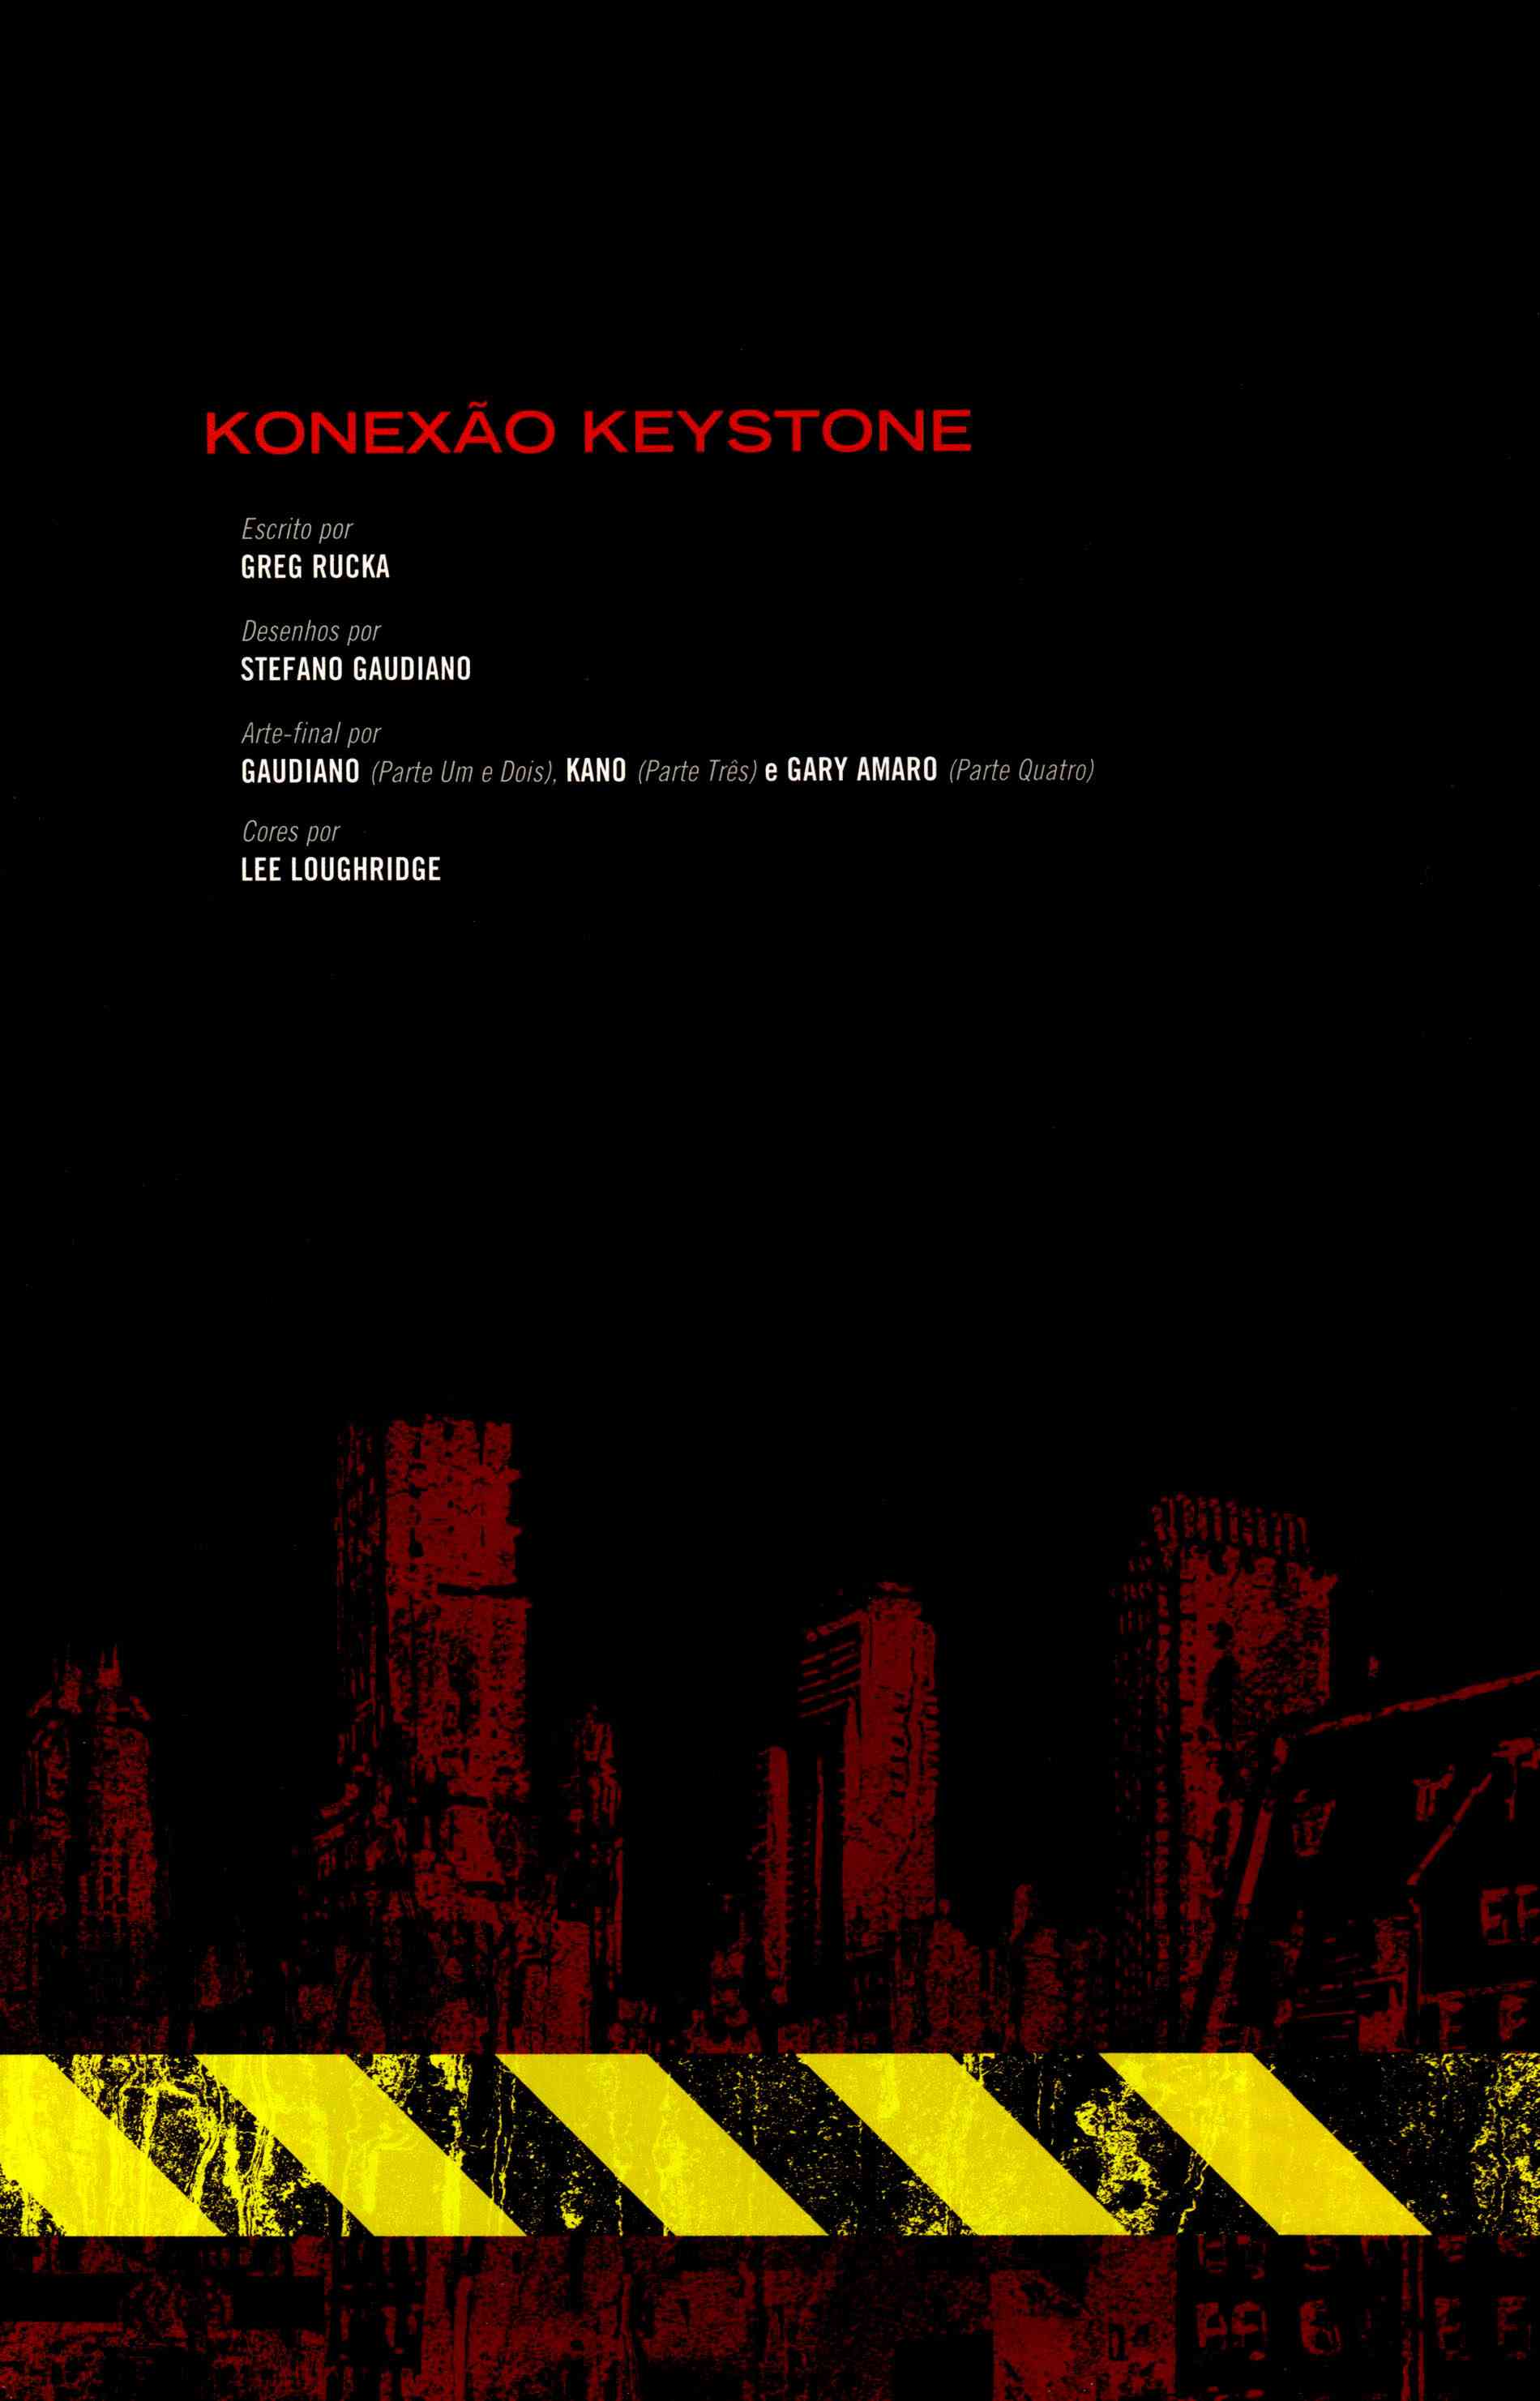 KONEXÃO KEYSTONE
Escrito por
GREG RUCKA
Desenhos por
STEFANO GAUDIANO
Arte-final por
GAUDIANO (Parte Um e Dois), KANO (Parte Três) e GARY AMARO (Parte Quatro)
Cores por
LEE LOUGHRIDGE